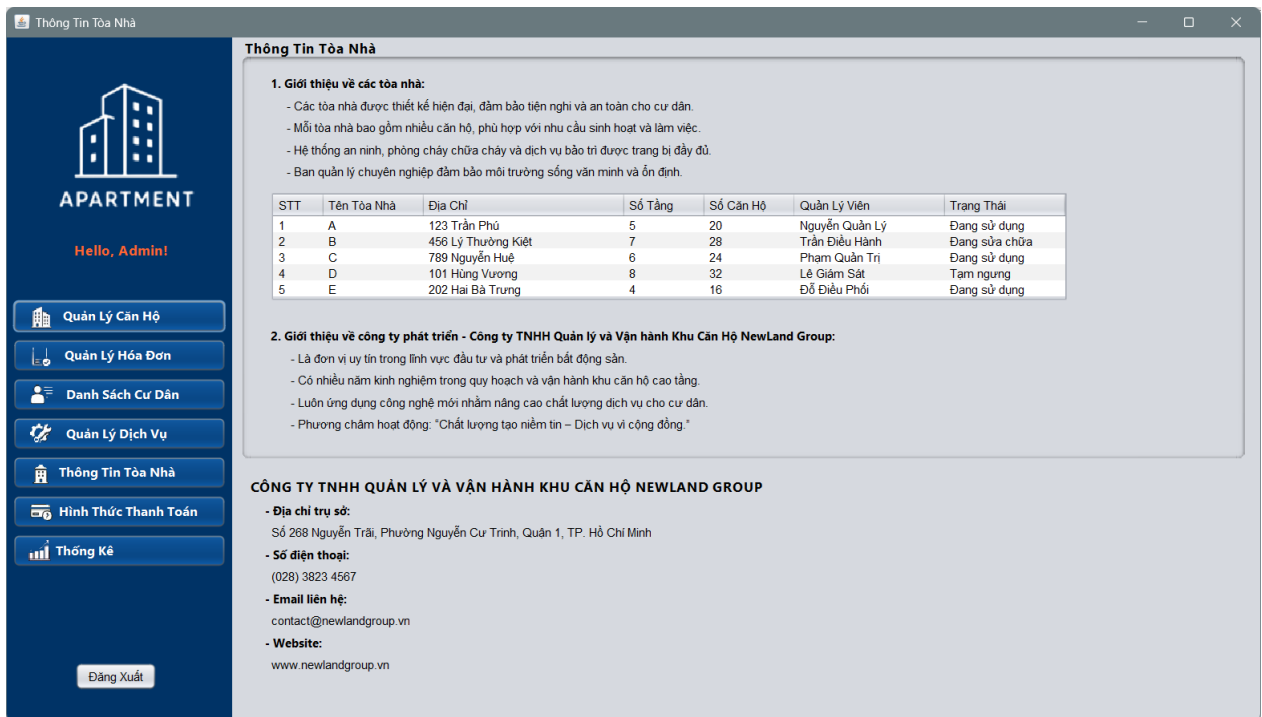 Thông Tin Tòa Nhà
APARTMENT
Hello, Admin!
Quản Lý Căn Hộ
Quản Lý Hóa Đơn
Danh Sách Cư Dân
Quản Lý Dịch Vụ
Thông Tin Tòa Nhà
Hình Thức Thanh Toán
Thống Kê
Đăng Xuất
Thông Tin Tòa Nhà
1. Giới thiệu về các tòa nhà:
- Các tòa nhà được thiết kế hiện đại, đảm bảo tiện nghi và an toàn cho cư dân.
- Mỗi tòa nhà bao gồm nhiều căn hộ, phù hợp với nhu cầu sinh hoạt và làm việc.
- Hệ thống an ninh, phòng cháy chữa cháy và dịch vụ bảo trì được trang bị đầy đủ.
- Ban quản lý chuyên nghiệp đảm bảo môi trường sống văn minh và ổn định.
STT Tên Tòa Nhà Địa Chỉ Số Tầng Số Căn Hộ Quản Lý Viên Trạng Thái
1 A 123 Trần Phú 5 20 Nguyễn Quản Lý Đang sử dụng
2 B 456 Lý Thường Kiệt 7 28 Trần Điều Hành Đang sửa chữa
3 C 789 Nguyễn Huệ 6 24 Phạm Quản Trị Đang sử dụng
4 D 101 Hùng Vương 8 32 Lê Giám Sát Tạm ngưng
5 E 202 Hai Bà Trưng 4 16 Đỗ Điều Phối Đang sử dụng
2. Giới thiệu về công ty phát triển - Công ty TNHH Quản lý và Vận hành Khu Căn Hộ NewLand Group:
- Là đơn vị uy tín trong lĩnh vực đầu tư và phát triển bất động sản.
- Có nhiều năm kinh nghiệm trong quy hoạch và vận hành khu căn hộ cao tầng.
- Luôn ứng dụng công nghệ mới nhằm nâng cao chất lượng dịch vụ cho cư dân.
- Phương châm hoạt động: "Chất lượng tạo niềm tin – Dịch vụ vì cộng đồng."
CÔNG TY TNHH QUẢN LÝ VÀ VẬN HÀNH KHU CĂN HỘ NEWLAND GROUP
- Địa chỉ trụ sở:
Số 268 Nguyễn Trãi, Phường Nguyễn Cư Trinh, Quận 1, TP. Hồ Chí Minh
- Số điện thoại:
(028) 3823 4567
- Email liên hệ:
contact@newlandgroup.vn
- Website:
www.newlandgroup.vn